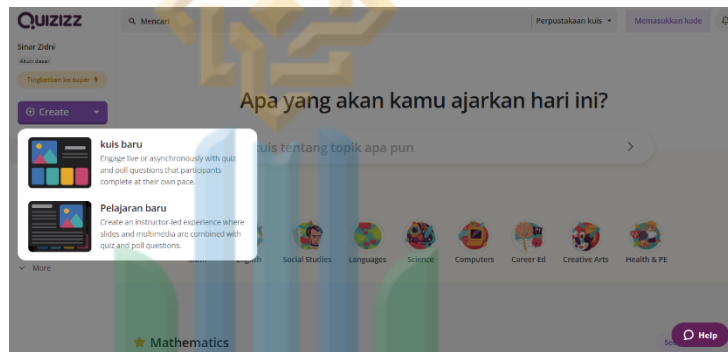 QUIZIZZ
Mencari
Perpustakaan kuis
Memasukkan kode
Sinar Zidni
Akun dasar
Tingkatkan ke super
Create
Apa yang akan kamu ajarkan hari ini?
kuis tentang topik apa pun
kuis baru
Engage live or asynchronously with quiz
and poll questions that participants
complete at their own pace.
Pelajaran baru
Create an instructor-led experience where
slides and multimedia are combined with
quiz and poll questions.
More
English
Social Studies
Languages
Science
Computers
Career Ed
Creative Arts
Health & PE
Mathematics
Help